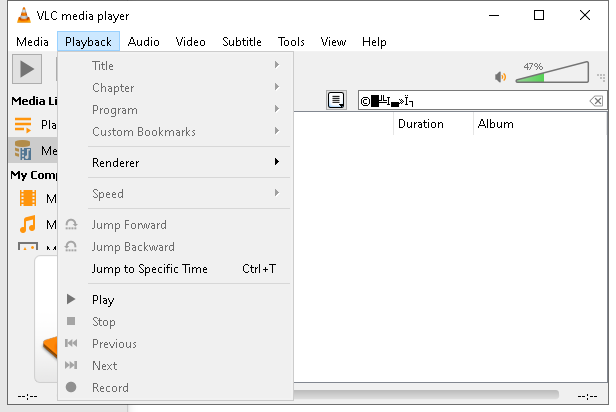 VLC media player
Media Playback Audio Video Subtitle Tools View Help
Title
Chapter
Program
Custom Bookmarks
Renderer
Speed
Jump Forward
Jump Backward
Jump to Specific Time Ctrl+T
Play
Stop
Previous
Next
Record
47%
Media Li
Pla
Me
My Comp
M
M
©█╩I▄»Ï┐
Duration Album
--:-- --:--